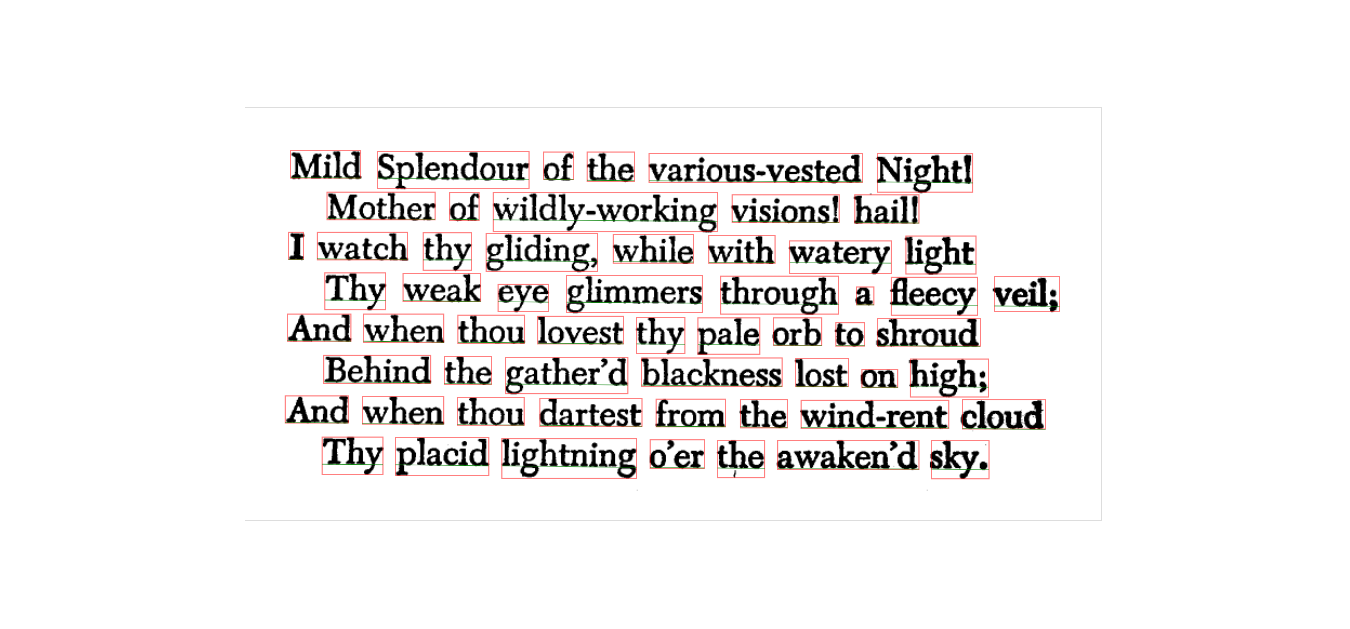 Mild Splendour of the various-vested Night!
Mother of wildly-working visions! hail!
I watch thy gliding, while with watery light
Thy weak eye glimmers through a fleecy veil;
And when thou lovest thy pale orb to shroud
Behind the gather'd blackness lost on high;
And when thou dartest from the wind-rent cloud
Thy placid lightning o'er the awaken'd sky.